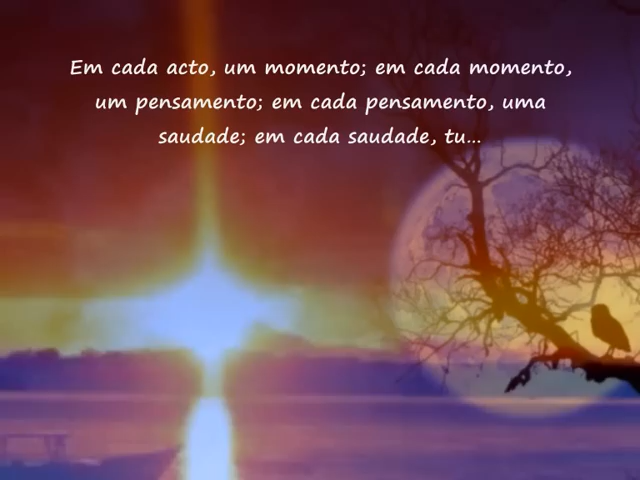 Em cada acto, um momento; em cada momento,
um pensamento; em cada pensamento, uma
saudade; em cada saudade, tu...